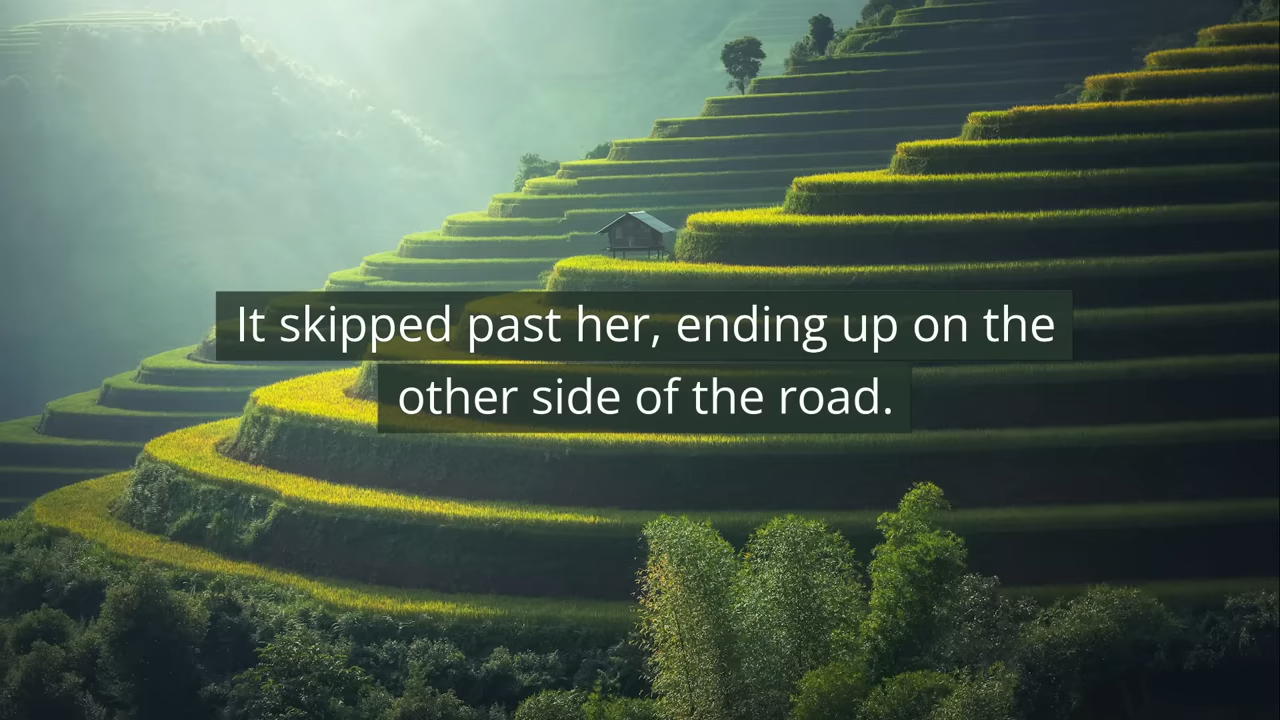 It skipped past her, ending up on the
other side of the road.